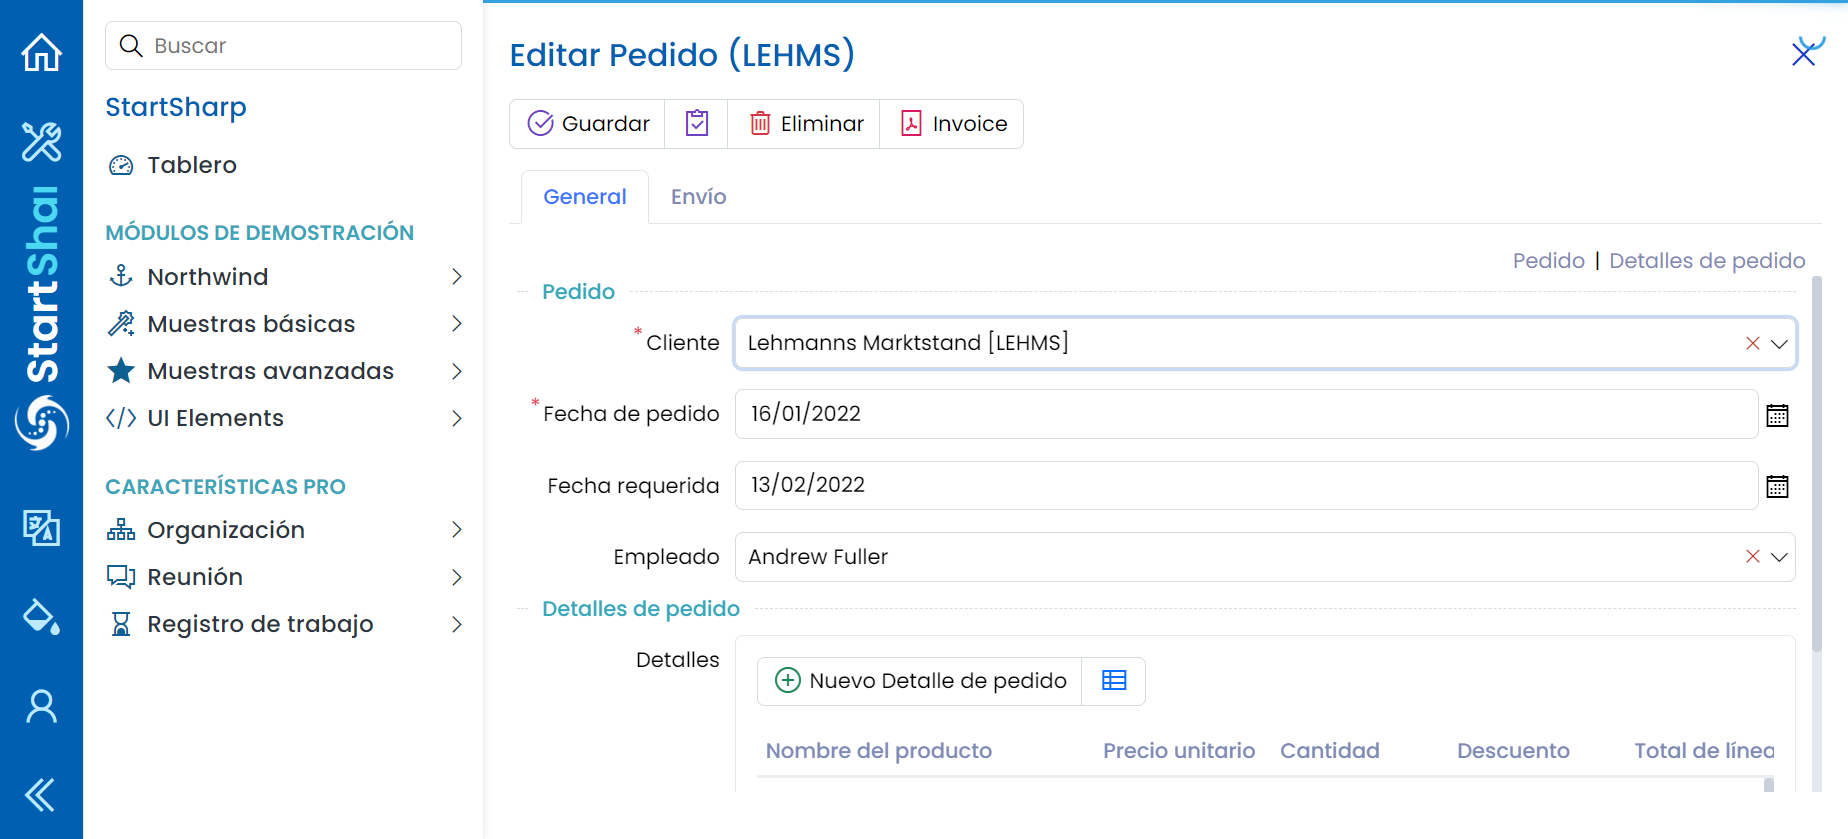 StartShar
Buscar
StartSharp
Tablero
MÓDULOS DE DEMOSTRACIÓN
Northwind
Muestras básicas
Muestras avanzadas
UI Elements
CARACTERÍSTICAS PRO
Organización
Reunión
Registro de trabajo
Editar Pedido (LEHMS)
Guardar
Eliminar
Invoice
General
Envío
Pedido | Detalles de pedido
Pedido
* Cliente
Lehmanns Marktstand [LEHMS]
* Fecha de pedido
16/01/2022
Fecha requerida
13/02/2022
Empleado
Andrew Fuller
Detalles de pedido
Detalles
Nuevo Detalle de pedido
Nombre del producto
Precio unitario
Cantidad
Descuento
Total de línea